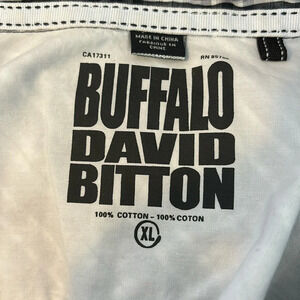 MADE IN CHINA
FABRIQUÉ EN
CHINE
CA17311
BUFFALO
DAVID
BITTON
100% COTTON - 100% COTON
XL